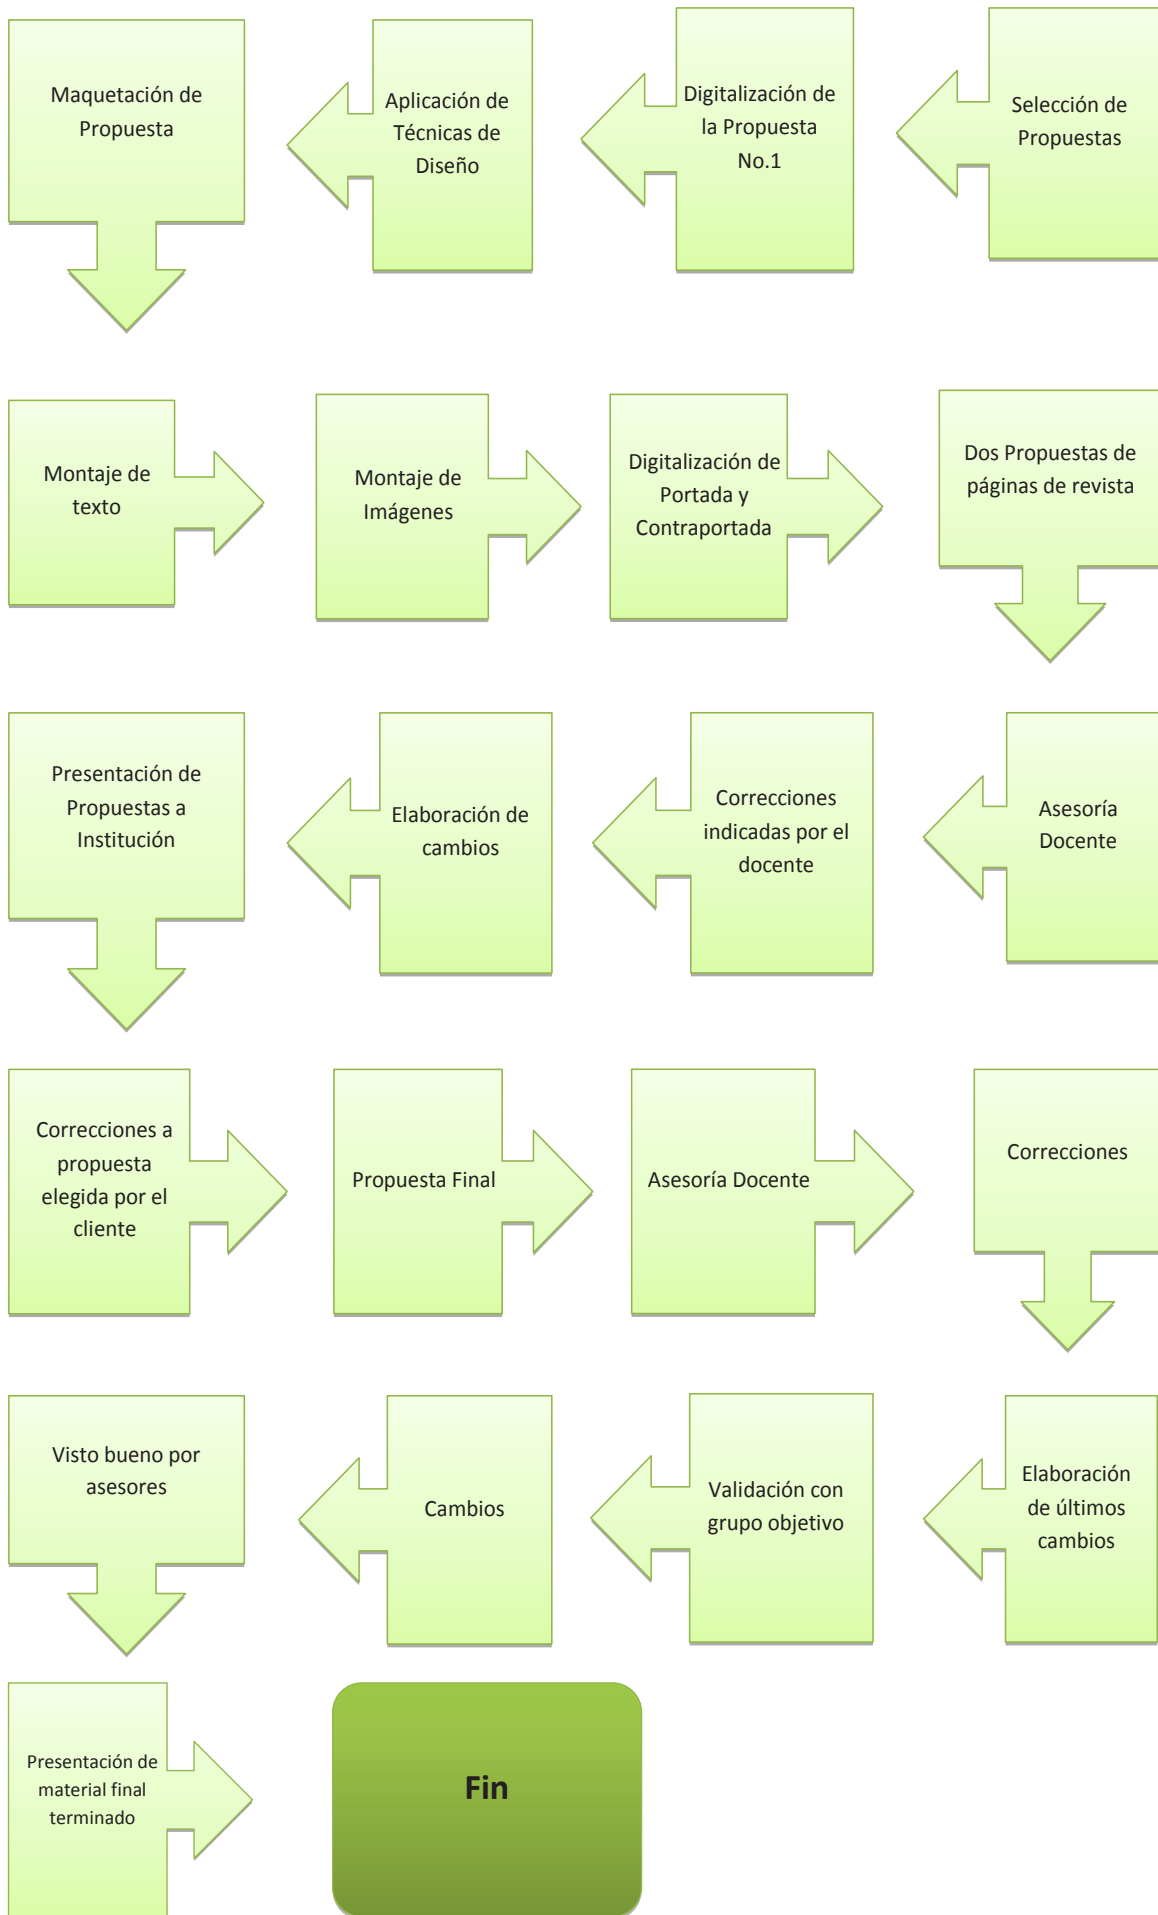 Maquetación de
Propuesta
Aplicación de
Técnicas de
Diseño
Digitalización de
la Propuesta
No.1
Selección de
Propuestas
Montaje de
texto
Montaje de
Imágenes
Digitalización de
Portada y
Contraportada
Dos Propuestas de
páginas de revista
Presentación de
Propuestas a
Institución
Elaboración de
cambios
Correcciones
indicadas por el
docente
Asesoría
Docente
Correcciones a
propuesta
elegida por el
cliente
Propuesta Final
Asesoría Docente
Correcciones
Visto bueno por
asesores
Cambios
Validación con
grupo objetivo
Elaboración
de últimos
cambios
Presentación de
material final
terminado
Fin